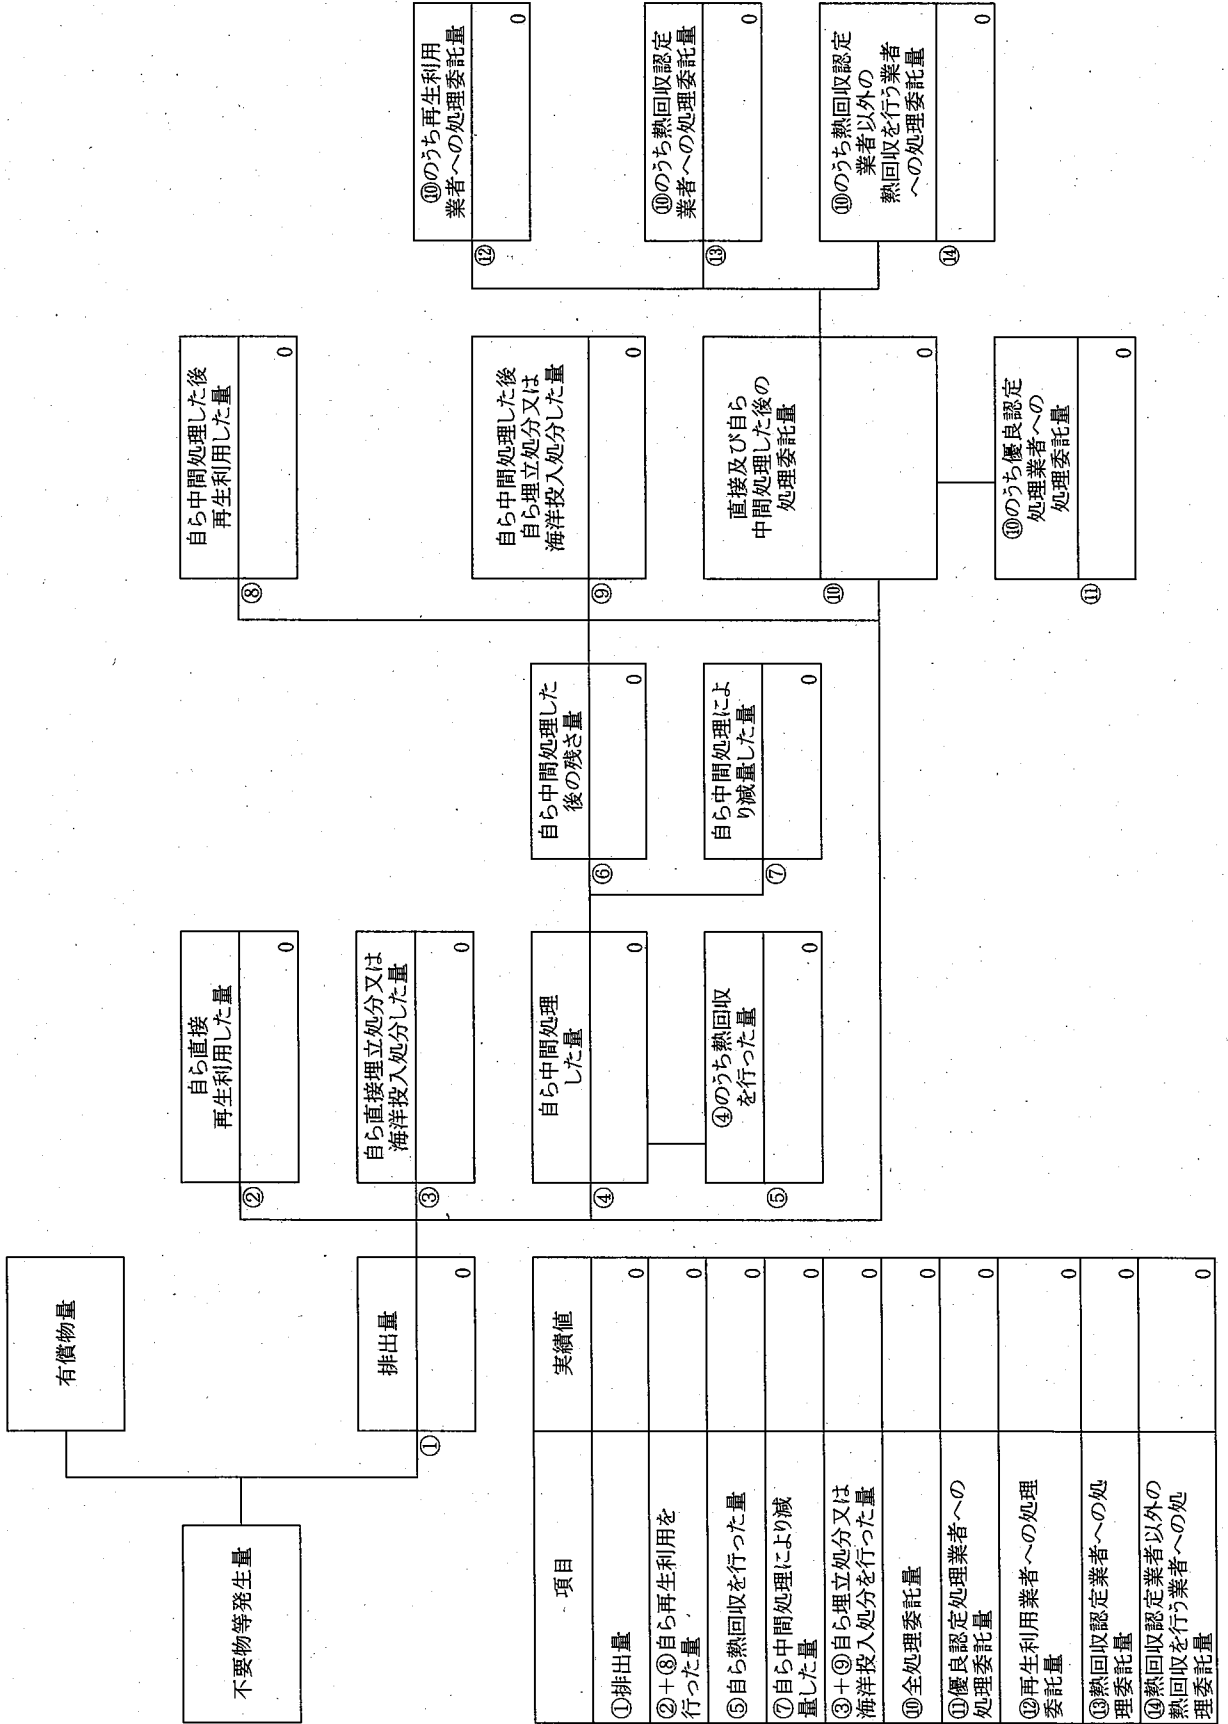 不要物等発生量
有償物量
排出量
①
0
自ら直接
再生利用した量
②
0
自ら直接埋立処分又は
海洋投入処分した量
③
0
自ら中間処理
した量
④
0
④のうち熱回収
を行った量
⑤
0
自ら中間処理した
後の残さ量
⑥
0
自ら中間処理によ
り減量した量
⑦
0
自ら中間処理した後
再生利用した量
⑧
0
自ら中間処理した後
自ら埋立処分又は
海洋投入処分した量
⑨
0
直接及び自ら
中間処理した後の
処理委託量
⑩
0
⑩のうち優良認定
処理業者への
処理委託量
⑪
0
⑩のうち再生利用
業者への処理委託量
⑫
0
⑩のうち熱回収認定
業者への処理委託量
⑬
0
⑩のうち熱回収認定
業者以外の
熱回収を行う業者
への処理委託量
⑭
0
項目 実績値
①排出量 0
②+⑧自ら再生利用を
行った量 0
⑤自ら熱回収を行った量 0
⑦自ら中間処理により減
量した量 0
③+⑨自ら埋立処分又は
海洋投入処分を行った量 0
⑩全処理委託量 0
⑪優良認定処理業者への
処理委託量 0
⑫再生利用業者への処理
委託量 0
⑬熱回収認定業者への処
理委託量 0
⑭熱回収認定業者以外の
熱回収を行う業者への処
理委託量 0